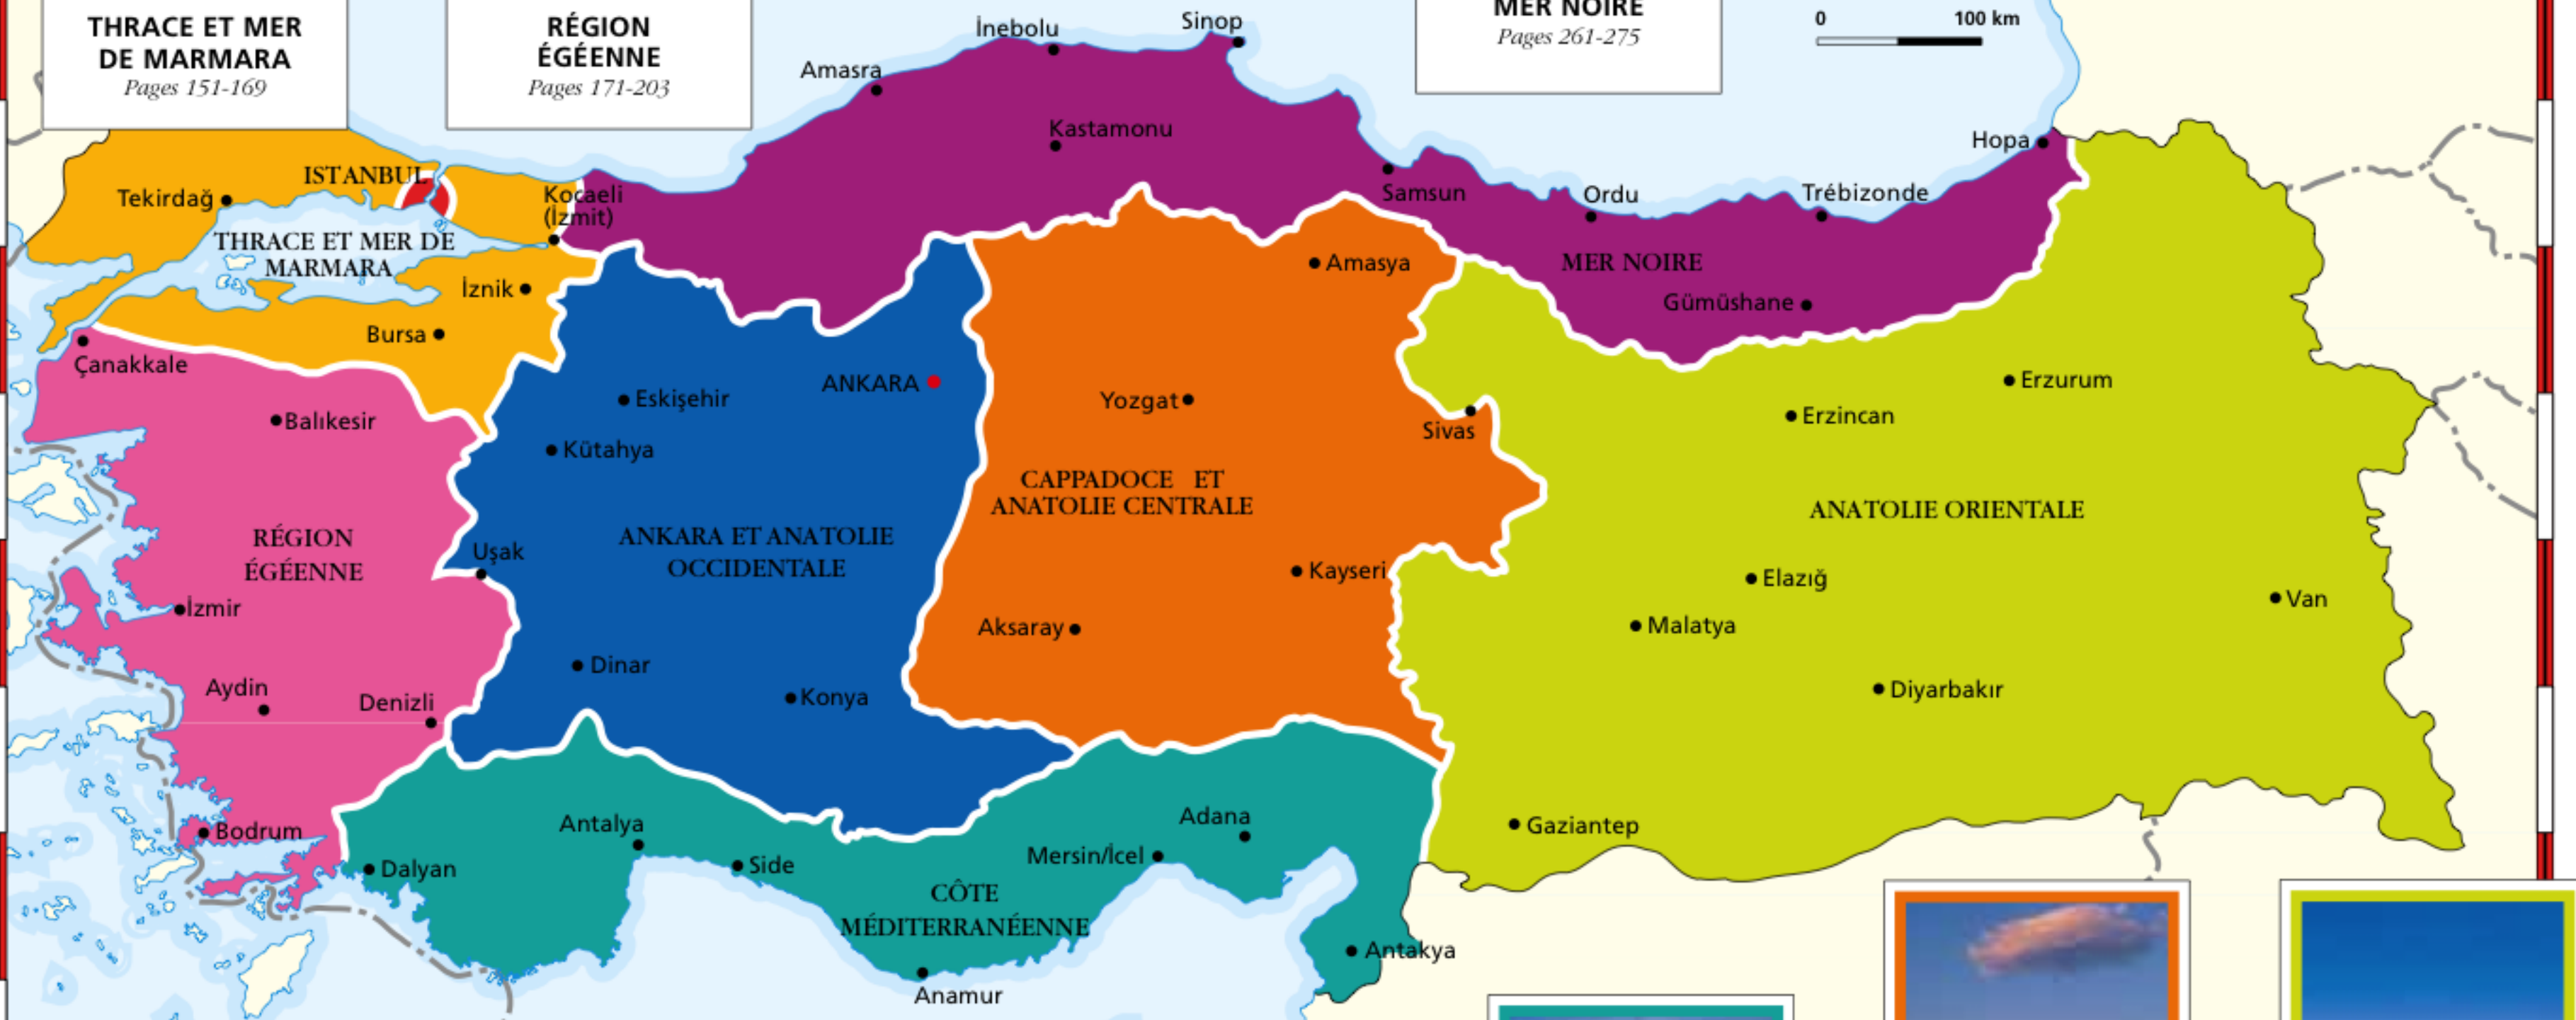 THRACE ET MER
DE MARMARA
Pages 151-169
RÉGION
ÉGÉENNE
Pages 171-203
MER NOIRE
Pages 261-275
0 100 km
İnebolu
Sinop
Amasra
Kastamonu
Hopa
Samsun
Ordu
Trébizonde
ISTANBUL
Tekirdağ
Kocaeli
(İzmit)
THRACE ET MER DE
MARMARA
MER NOIRE
Amasya
İznik
Gümüshane
Bursa
Çanakkale
Erzurum
ANKARA
Eskişehir
Yozgat
Erzincan
Balıkesir
Sivas
Kütahya
CAPPADOCE ET
ANATOLIE CENTRALE
ANATOLIE ORIENTALE
RÉGION
ÉGÉENNE
ANKARA ET ANATOLIE
OCCIDENTALE
Uşak
Kayseri
Elazığ
Van
İzmir
Aksaray
Malatya
Dinar
Aydin
Denizli
Konya
Diyarbakır
Adana
Antalya
Bodrum
Gaziantep
Mersin/İcel
Side
Dalyan
CÔTE
MÉDITERRANÉENNE
Antakya
Anamur